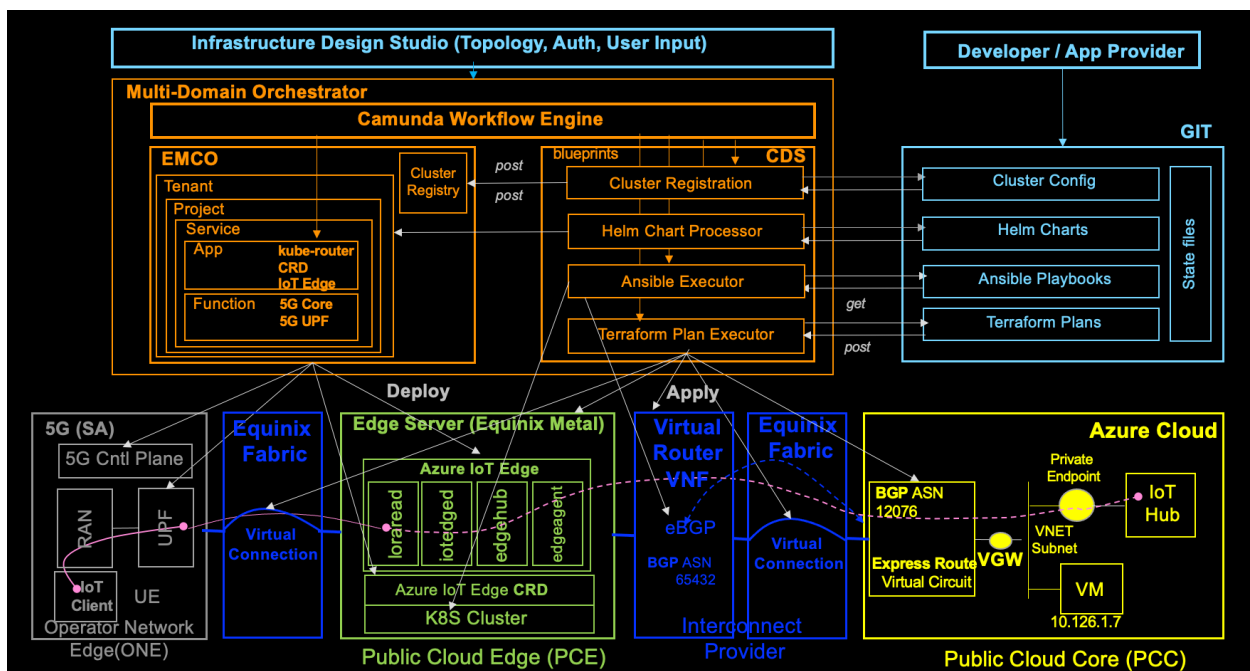 Infrastructure Design Studio (Topology, Auth, User Input)
Developer / App Provider
Multi-Domain Orchestrator
Camunda Workflow Engine
GIT
EMCO
blueprints
CDS
Cluster
Registry
post
post
Cluster Registration
Cluster Config
Tenant
Project
Service
App
kube-router
CRD
IoT Edge
Helm Chart Processor
Helm Charts
Function
5G Core
5G UPF
Ansible Executor
Ansible Playbooks
get
Terraform Plan Executor
Terraform Plans
post
State files
Deploy
Apply
5G (SA)
5G Cntl Plane
RAN
UPF
IoT
Client
UE
Operator Network
Edge(ONE)
Equinix
Fabric
Virtual
Connection
Edge Server (Equinix Metal)
Azure IoT Edge
loraread
iotedged
edgehub
edgeagent
Azure IoT Edge CRD
K8S Cluster
Public Cloud Edge (PCE)
Virtual
Router
VNF
eBGP
BGP ASN
65432
Equinix
Fabric
Virtual
Connection
Interconnect
Provider
Azure Cloud
Private
Endpoint
BGP ASN
12076
IoT
Hub
VNET
Subnet
Express Route
Virtual Circuit
VGW
VM
10.126.1.7
Public Cloud Core (PCC)